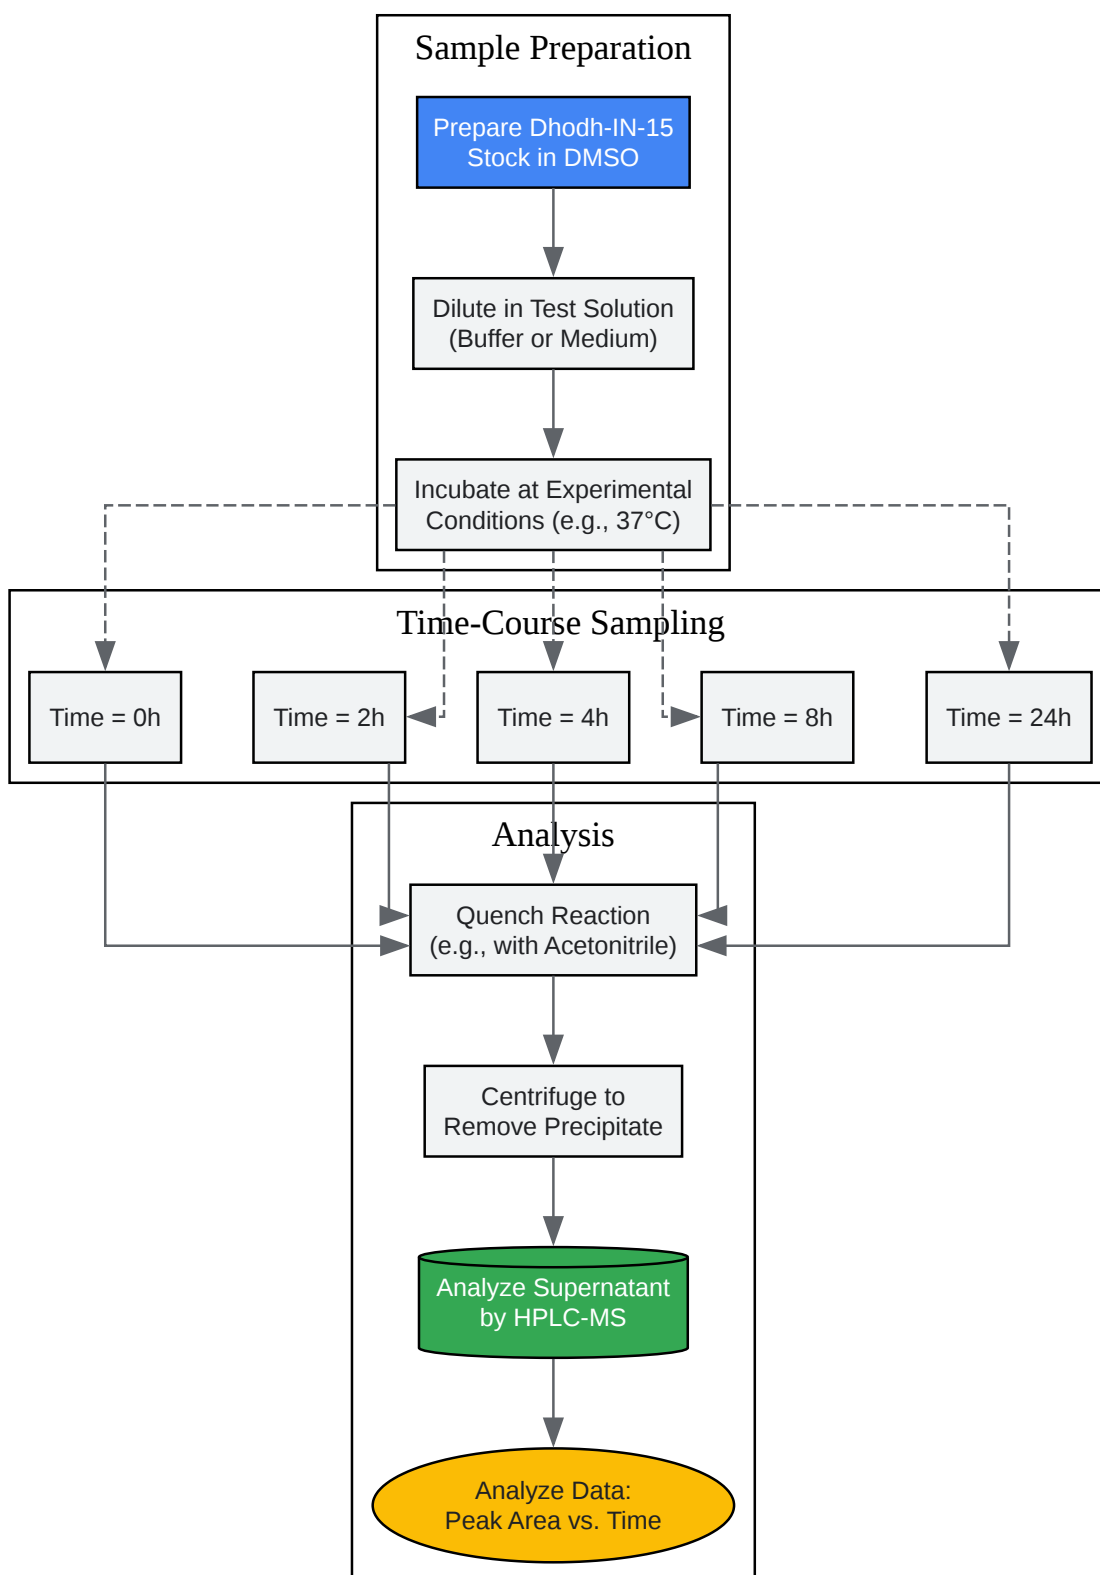 Sample Preparation
Prepare Dhodh-IN-15
Stock in DMSO
Dilute in Test Solution
(Buffer or Medium)
Incubate at Experimental
Conditions (e.g., 37°C)
Time-Course Sampling
Time = 0h
Time = 2h
Time = 4h
Time = 8h
Time = 24h
Analysis
Quench Reaction
(e.g., with Acetonitrile)
Centrifuge to
Remove Precipitate
Analyze Supernatant
by HPLC-MS
Analyze Data:
Peak Area vs. Time